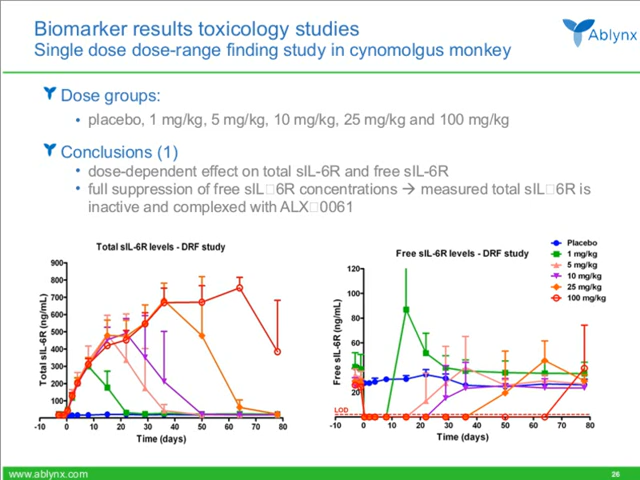 Biomarker results toxicology studies
Single dose dose-range finding study in cynomolgus monkey
Ablynx
Dose groups:
• placebo, 1 mg/kg, 5 mg/kg, 10 mg/kg, 25 mg/kg and 100 mg/kg
Conclusions (1)
• dose-dependent effect on total sIL-6R and free sIL-6R
• full suppression of free sIL□6R concentrations → measured total sIL□6R is
inactive and complexed with ALX□0061
Total sIL-6R levels - DRF study
Total sIL-6R (ng/mL)
900
800
700
600
500
400
300
200
100
-10 0 10 20 30 40 50 60 70 80
Time (days)
Free sIL-6R levels - DRF study
Free sIL-6R (ng/mL)
120
100
80
60
20
LOD
-10 0 10 20 30 40 50 60 70 80
Time (days)
Placebo
1 mg/kg
5 mg/kg
10 mg/kg
25 mg/kg
100 mg/kg
www.ablynx.com
26